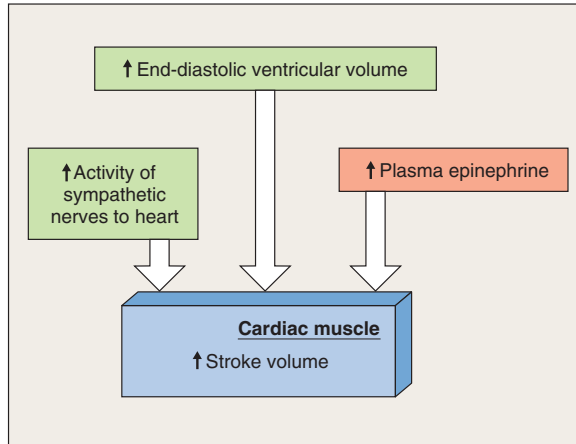 ↑ End-diastolic ventricular volume
↑ Activity of
sympathetic
nerves to heart
↑ Plasma epinephrine
Cardiac muscle
↑ Stroke volume